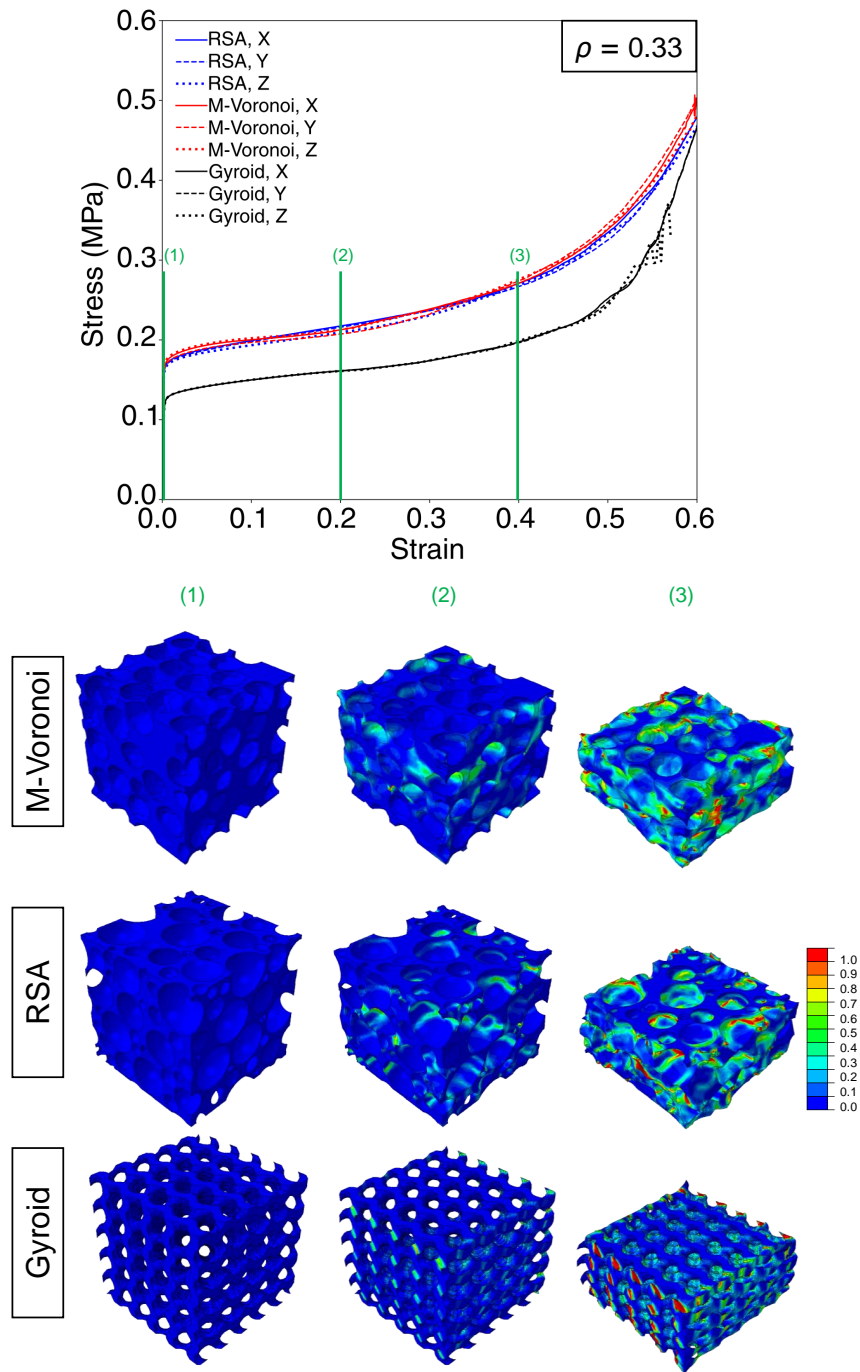 0.6
0.5
0.4
0.3
0.2
0.1
0.0
Stress (MPa)
RSA, X
RSA, Y
RSA, Z
M-Voronoi, X
M-Voronoi, Y
M-Voronoi, Z
Gyroid, X
Gyroid, Y
Gyroid, Z
ρ = 0.33
(1)
(2)
(3)
0.0 0.1 0.2 0.3 0.4 0.5 0.6
Strain
(1) (2) (3)
M-Voronoi
RSA
1.0
0.9
0.8
0.7
0.6
0.5
0.4
0.3
0.2
0.1
0.0
Gyroid